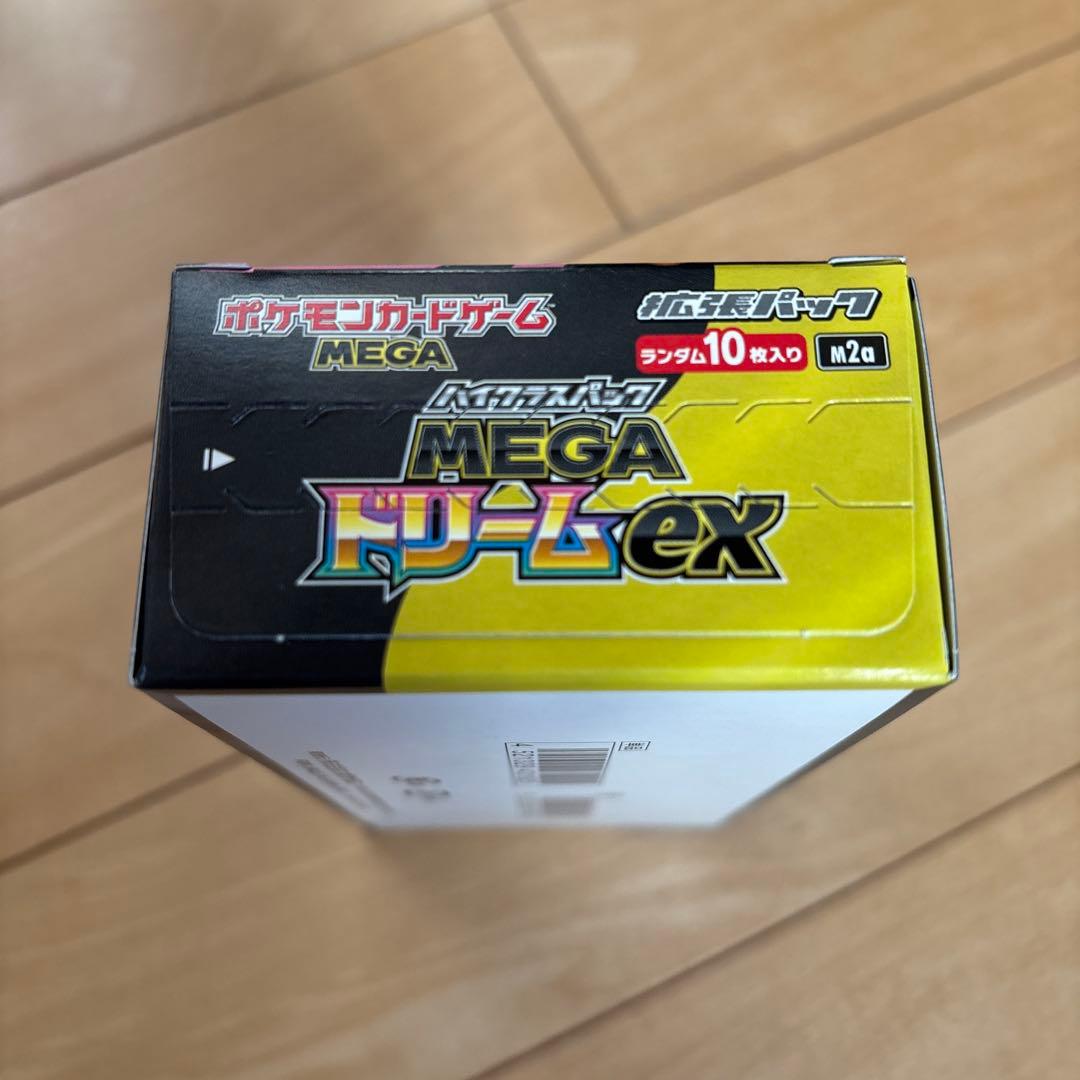 ポケモンカードゲーム
MEGA
拡張パック
ランダム10枚入り
M2a
ハイクラスパック
MEGA
ドリームex